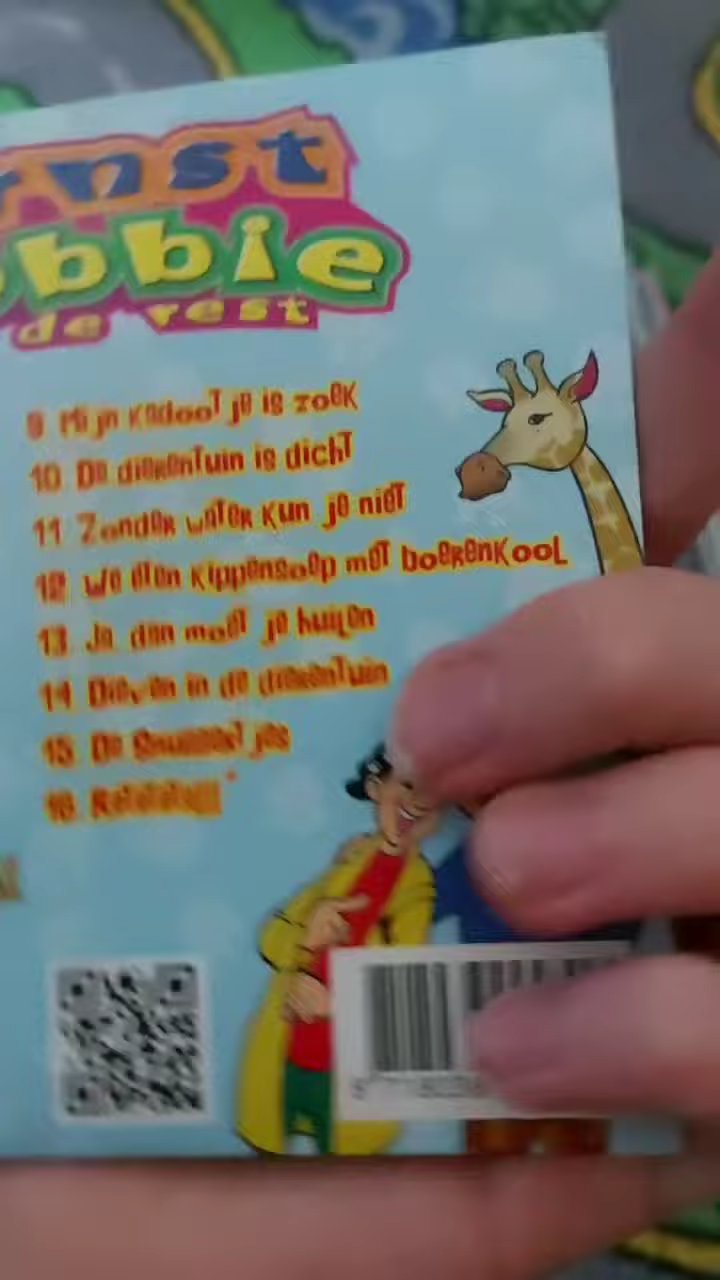 rnst
bbie
de rest
9 Mijn kadootje is zoek
10 De dierentuin is dicht
11 Zonder water kun je niet
12 We eten kippensoep met boerenkool
13 Ja, dan moet je huilen
14 Dieven in de dierentuin
15 De
16